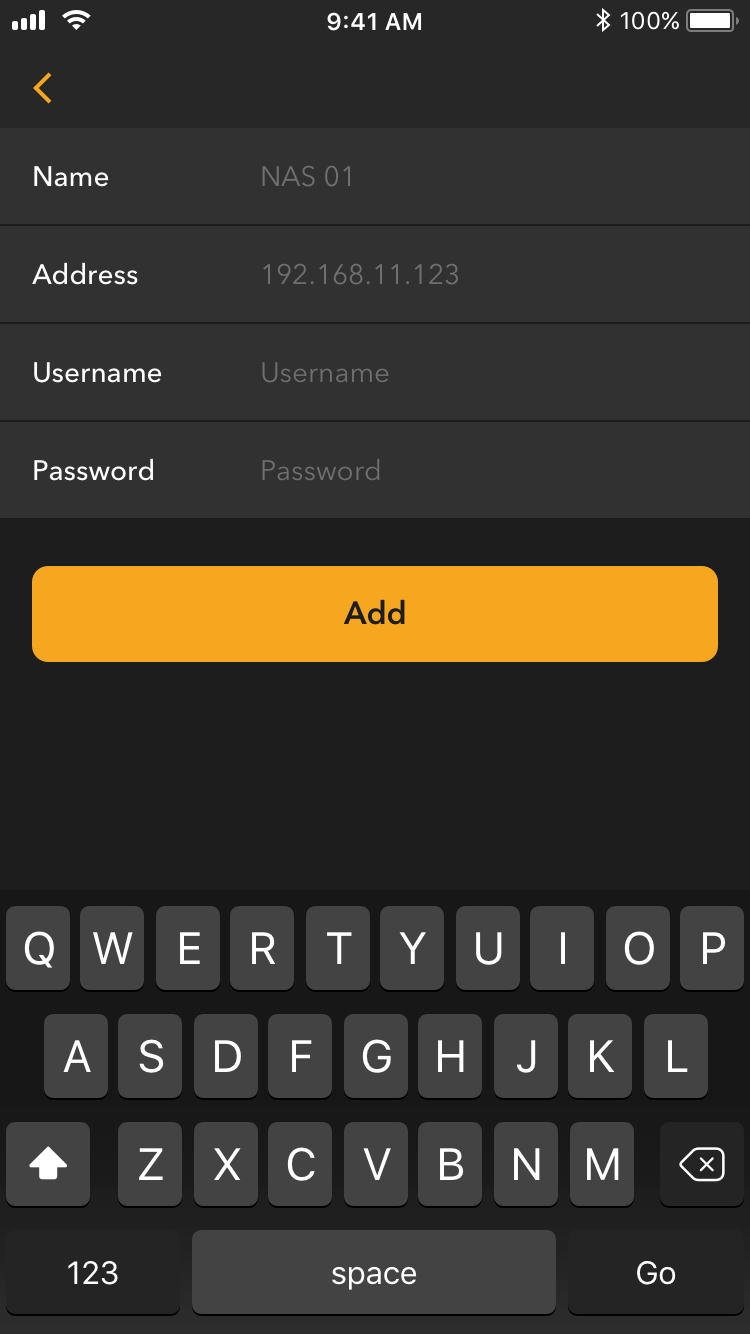 9:41 AM 100%
Name NAS 01
Address 192.168.11.123
Username Username
Password Password
Add
Q W E R T Y U I O P
A S D F G H J K L
Z X C V B N M
123 space Go